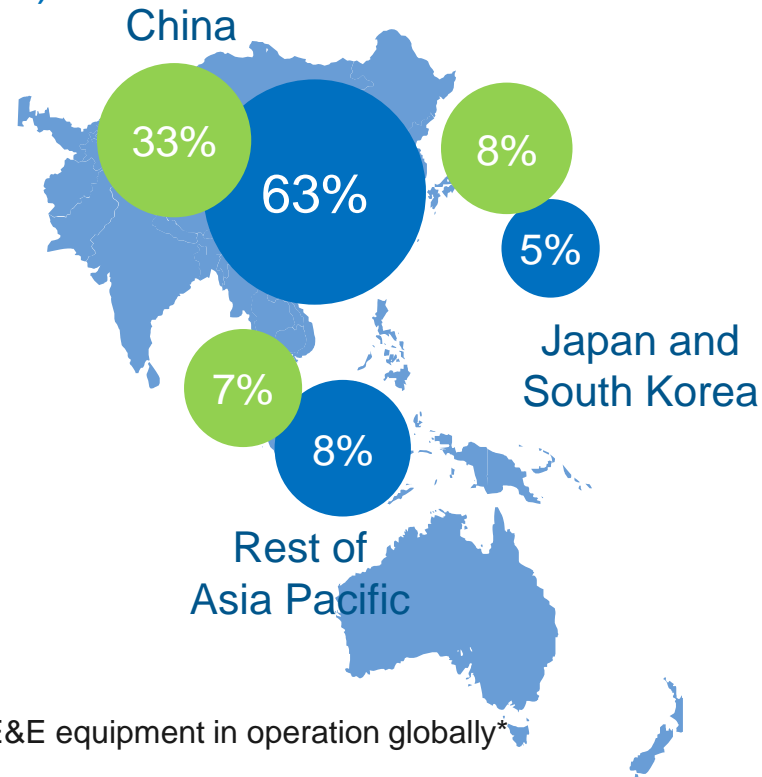 China
33%
63%
8%
5%
Japan and
South Korea
7%
8%
Rest of
Asia Pacific
E&E equipment in operation globally*